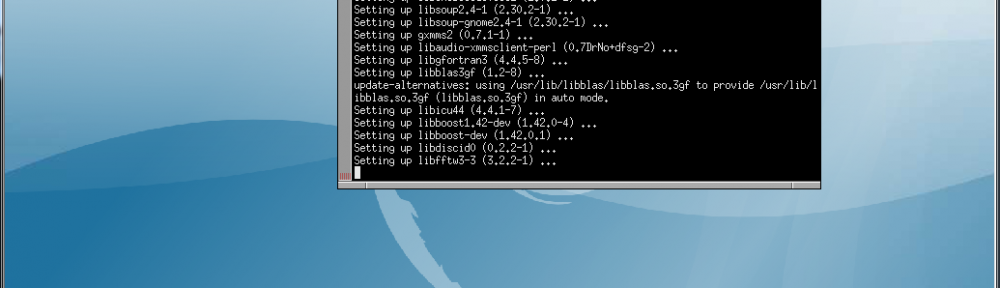 Setting up libsoup2.4-1 (2.30.2-1) ...
Setting up libsoup-gnome2.4-1 (2.30.2-1) ...
Setting up gxmms2 (0.7.1-1) ...
Setting up libaudio-xmmsclient-perl (0.7DrNo+dfsg-2) ...
Setting up libgfortran3 (4.4.5-8) ...
Setting up libblas3gf (1.2-8) ...
update-alternatives: using /usr/lib/libblas/libblas.so.3gf to provide /usr/lib/l
ibblas.so.3gf (libblas.so.3gf) in auto mode.
Setting up libicu44 (4.4.1-7) ...
Setting up libboost1.42-dev (1.42.0-4) ...
Setting up libboost-dev (1.42.0.1) ...
Setting up libdiscid0 (0.2.2-1) ...
Setting up libfftw3-3 (3.2.2-1) ...